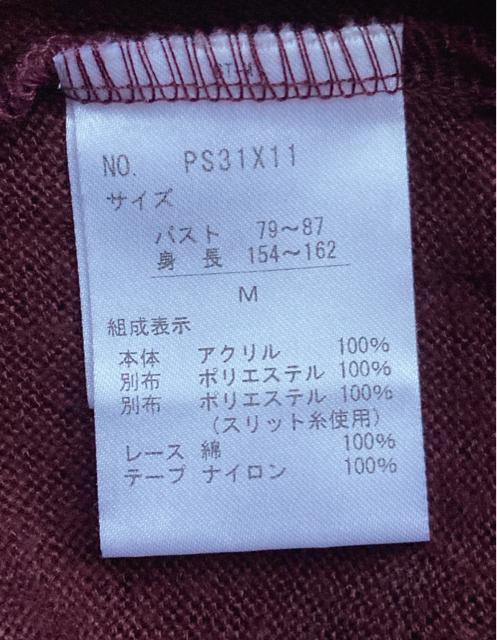 NO. PS31X11
サイズ
バスト 79～87
身長 154～162
M
組成表示
本体 アクリル 100%
別布 ポリエステル 100%
別布 ポリエステル 100%
（スリット糸使用）
レース 綿 100%
テープ ナイロン 100%